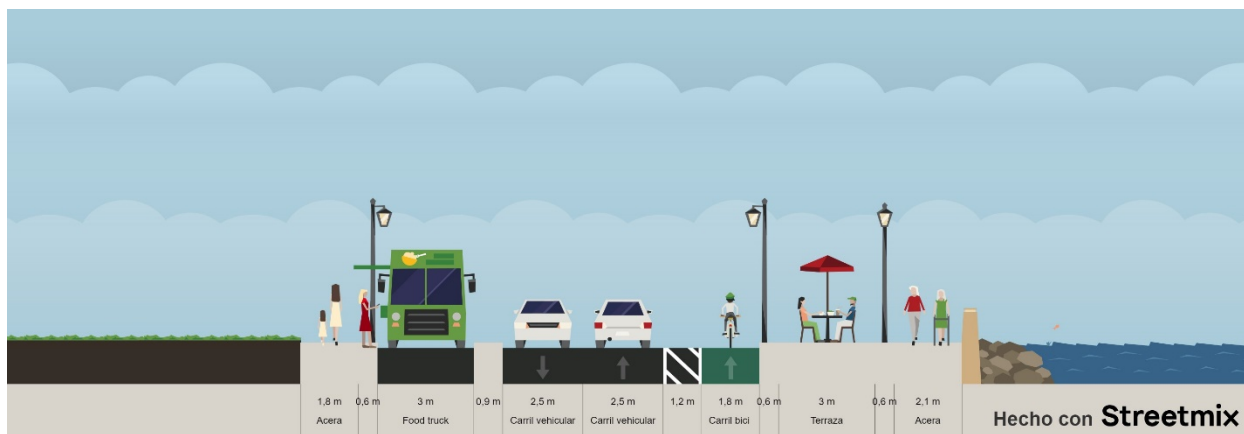 1,8 m
Acera
0,6 m
3 m
Food truck
0,9 m
2,5 m
Carril vehicular
2,5 m
Carril vehicular
1,2 m
1,8 m
Carril bici
0,6 m
3 m
Terraza
0,6 m
2,1 m
Acera
Hecho con Streetmix